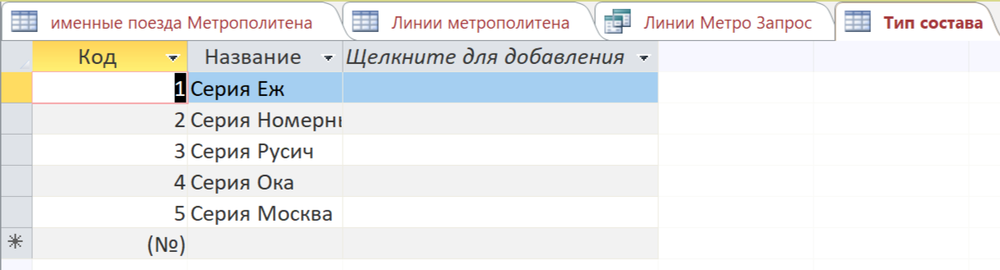 именные поезда Метрополитена Линии метрополитена Линии Метро Запрос Тип состава
Код Название Щелкните для добавления
1 Серия Еж
2 Серия Номерн
3 Серия Русич
4 Серия Ока
5 Серия Москва
(№)